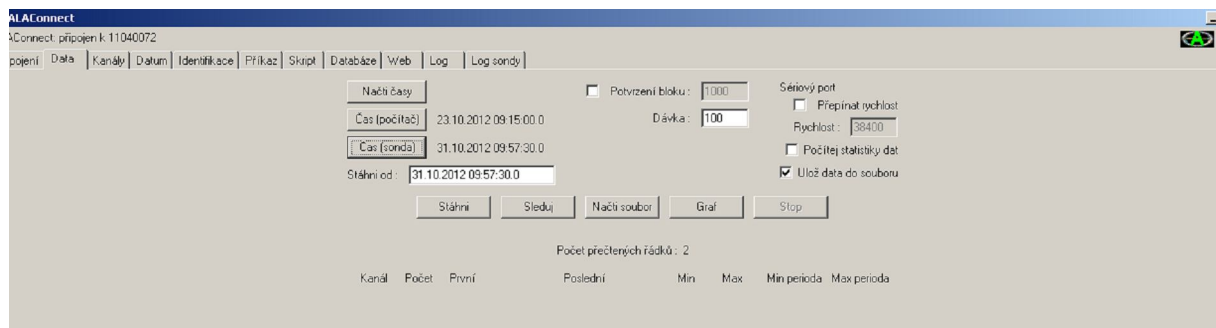 ALAConnect
AConnect: připojen k 11040072
pojení Data Kanály Datum Identifikace Příkaz Skript Databáze Web Log Log sondy
Načti časy
Potvrzení bloku : 1000
Sériový port
Přepínat rychlost
Čas (počítač) 23.10.2012 09:15:00.0
Dávka : 100
Rychlost : 38400
Čas (sonda) 31.10.2012 09:57:30.0
Počítej statistiky dat
Stáhni od : 31.10.2012 09:57:30.0
Ulož data do souboru
Stáhni Sleduj Načti soubor Graf Stop
Počet přečtených řádků : 2
Kanál Počet První Poslední Min Max Min perioda Max perioda